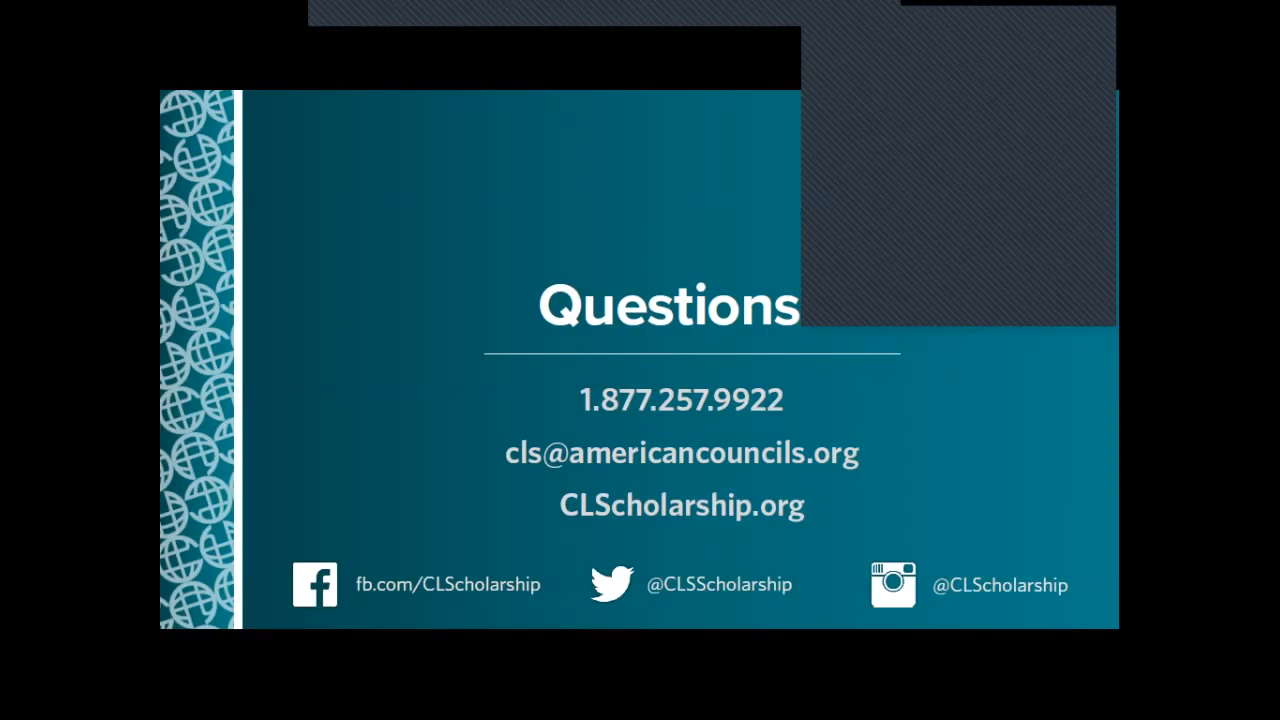 Questions
1.877.257.9922
cls@americancouncils.org
CLScholarship.org
fb.com/CLScholarship @CLSScholarship @CLScholarship